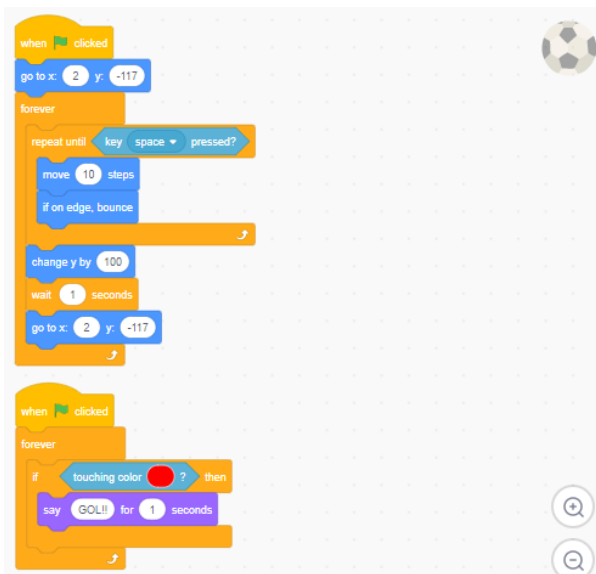 when clicked
go to x: 2 y: -117
forever
repeat until key space pressed?
move 10 steps
if on edge, bounce
change y by 100
wait 1 seconds
go to x: 2 y: -117
when clicked
forever
if touching color ? then
say GOL!! for 1 seconds